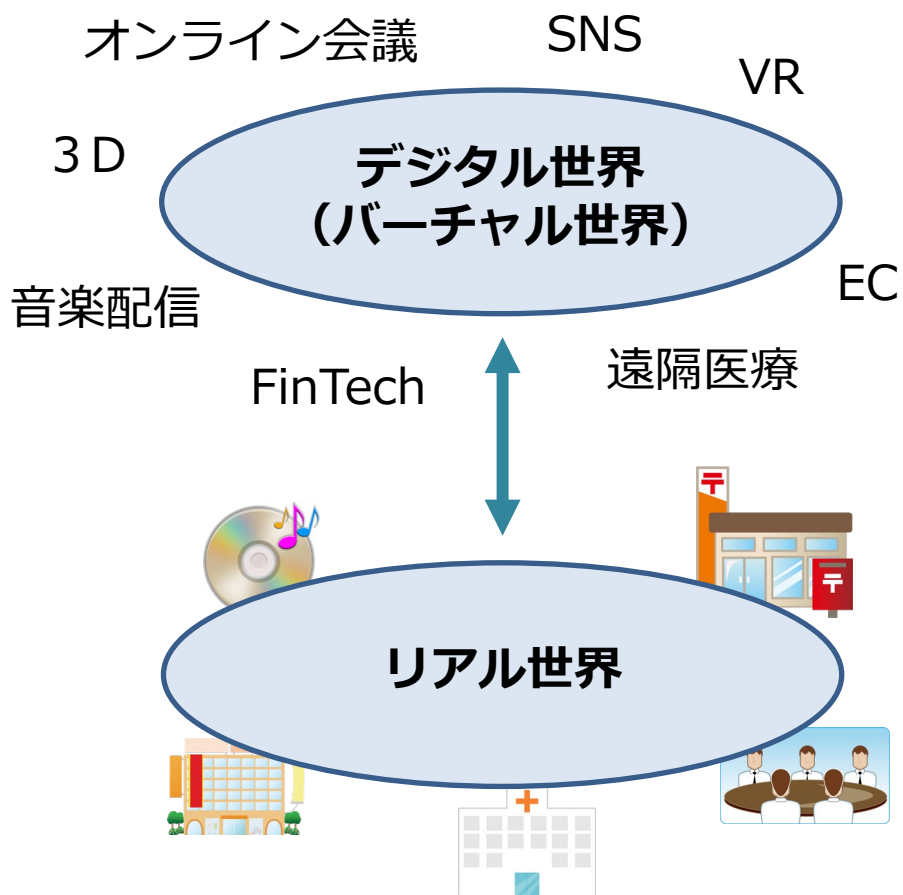 オンライン会議
SNS
VR
３Ｄ
デジタル世界
（バーチャル世界）
EC
音楽配信
遠隔医療
FinTech
〒
〒
リアル世界